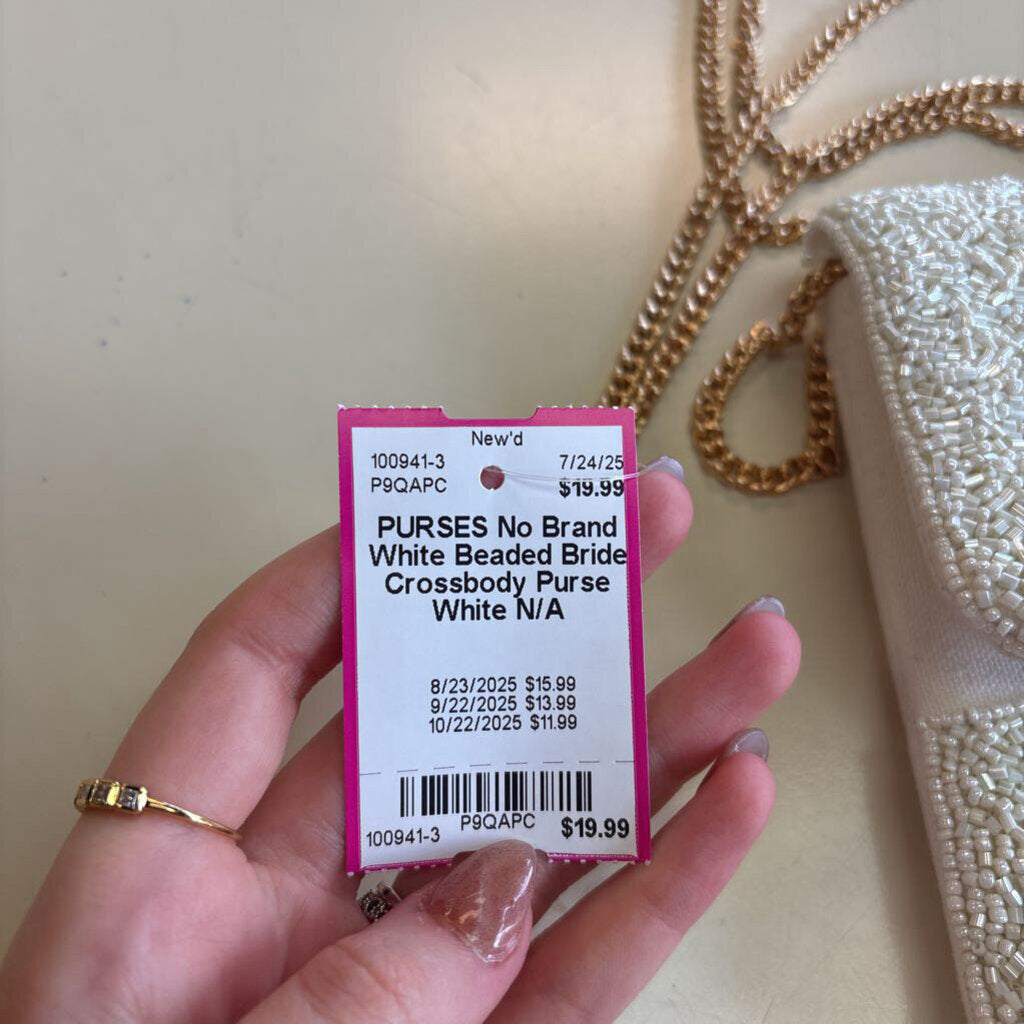 New'd
100941-3 7/24/25
P9QAPC $19.99
PURSES No Brand
White Beaded Bride
Crossbody Purse
White N/A
8/23/2025 $15.99
9/22/2025 $13.99
10/22/2025 $11.99
100941-3 P9QAPC $19.99